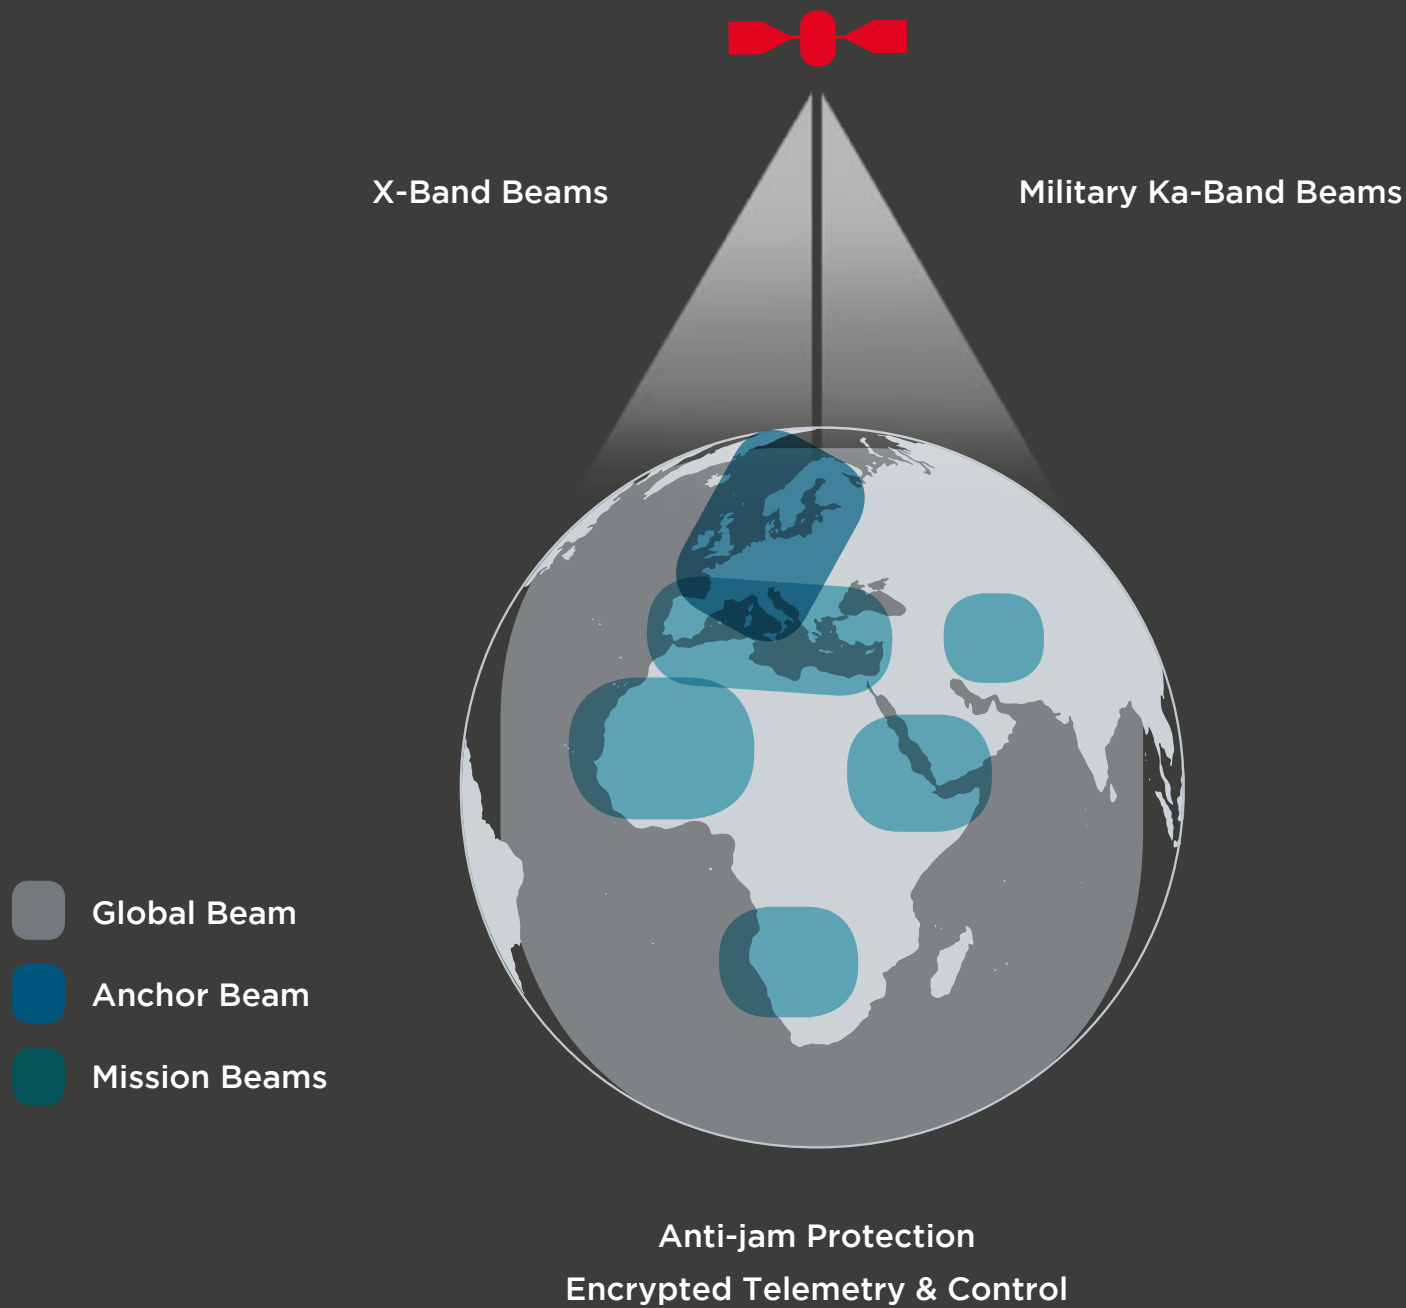 X-Band Beams
Military Ka-Band Beams
Global Beam
Anchor Beam
Mission Beams
Anti-jam Protection
Encrypted Telemetry & Control